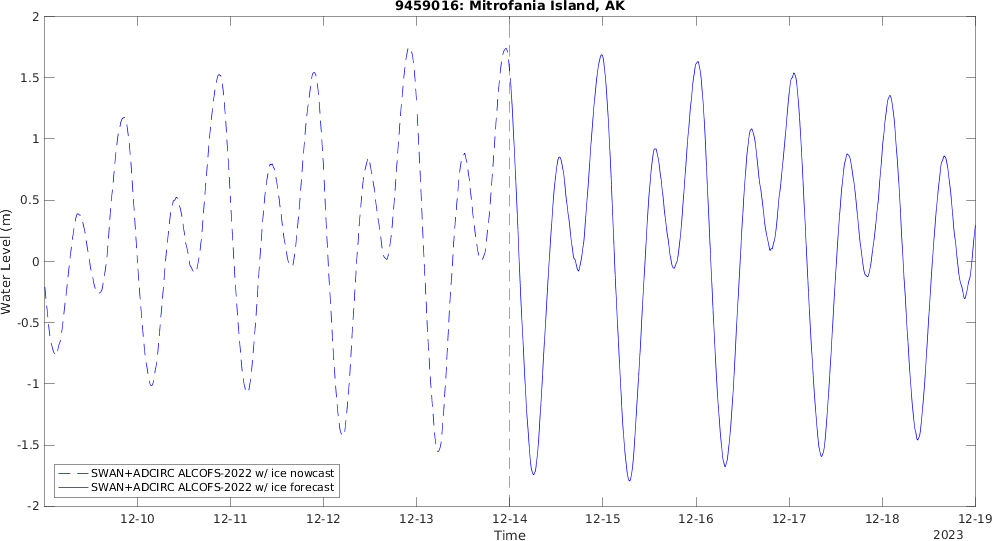 9459016: Mitrofania Island, AK
Water Level (m)
2
1.5
1
0.5
0
-0.5
-1
-1.5
-2
SWAN+ADCIRC ALCOFS-2022 w/ ice nowcast
SWAN+ADCIRC ALCOFS-2022 w/ ice forecast
12-10 12-11 12-12 12-13 12-14 12-15 12-16 12-17 12-18 12-19
Time
2023